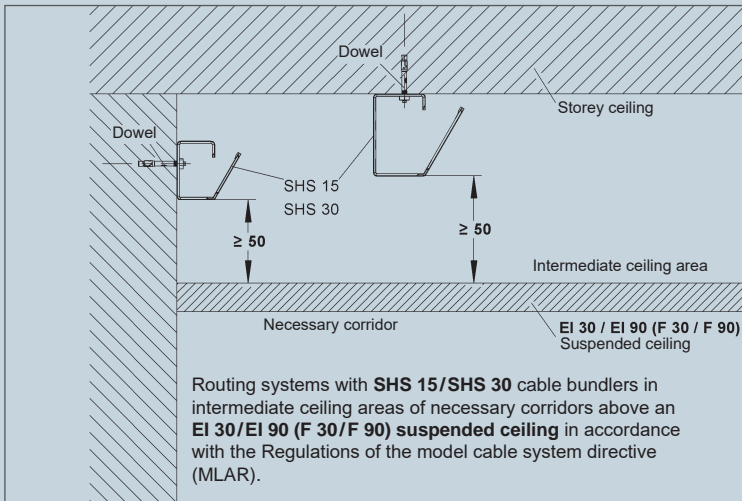 Dowel
Storey ceiling
Dowel
SHS 15
SHS 30
≥ 50
≥ 50
Intermediate ceiling area
Necessary corridor
EI 30 / EI 90 (F 30 / F 90)
Suspended ceiling
Routing systems with SHS 15/SHS 30 cable bundlers in
intermediate ceiling areas of necessary corridors above an
EI 30/EI 90 (F 30/F 90) suspended ceiling in accordance
with the Regulations of the model cable system directive
(MLAR).